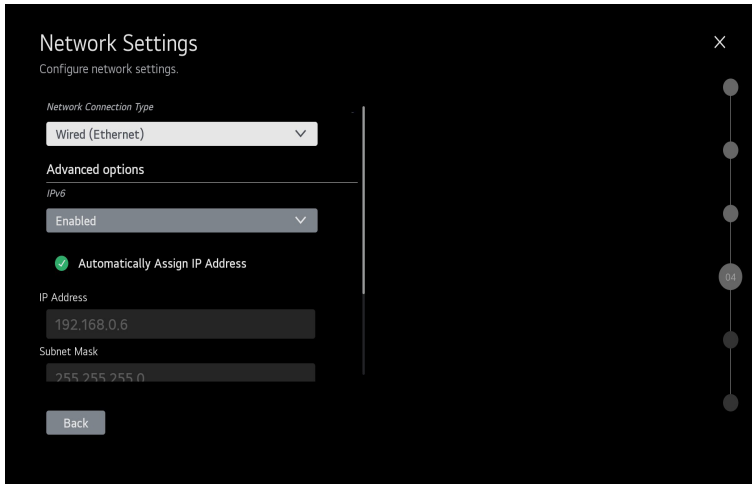 Network Settings
Configure network settings.
Network Connection Type
Wired (Ethernet)
Advanced options
IPv6
Enabled
Automatically Assign IP Address
IP Address
192.168.0.6
Subnet Mask
255.255.255.0
Back
04